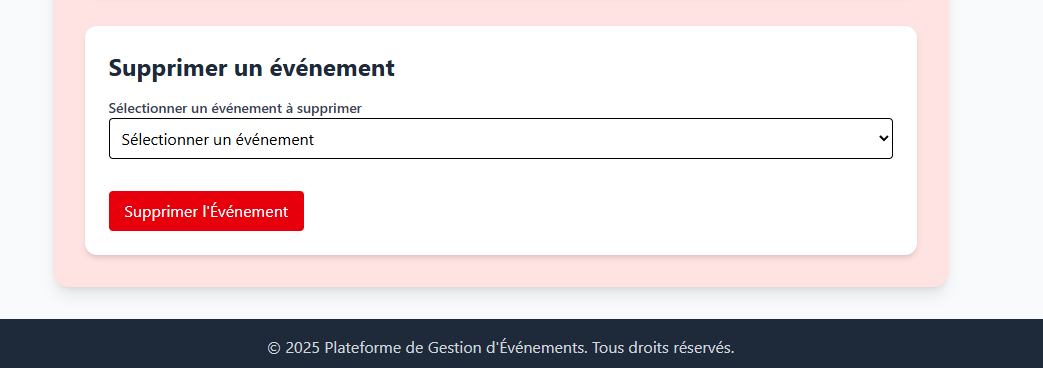 Supprimer un événement
Sélectionner un événement à supprimer
Sélectionner un événement
Supprimer l'Événement
© 2025 Plateforme de Gestion d'Événements. Tous droits réservés.